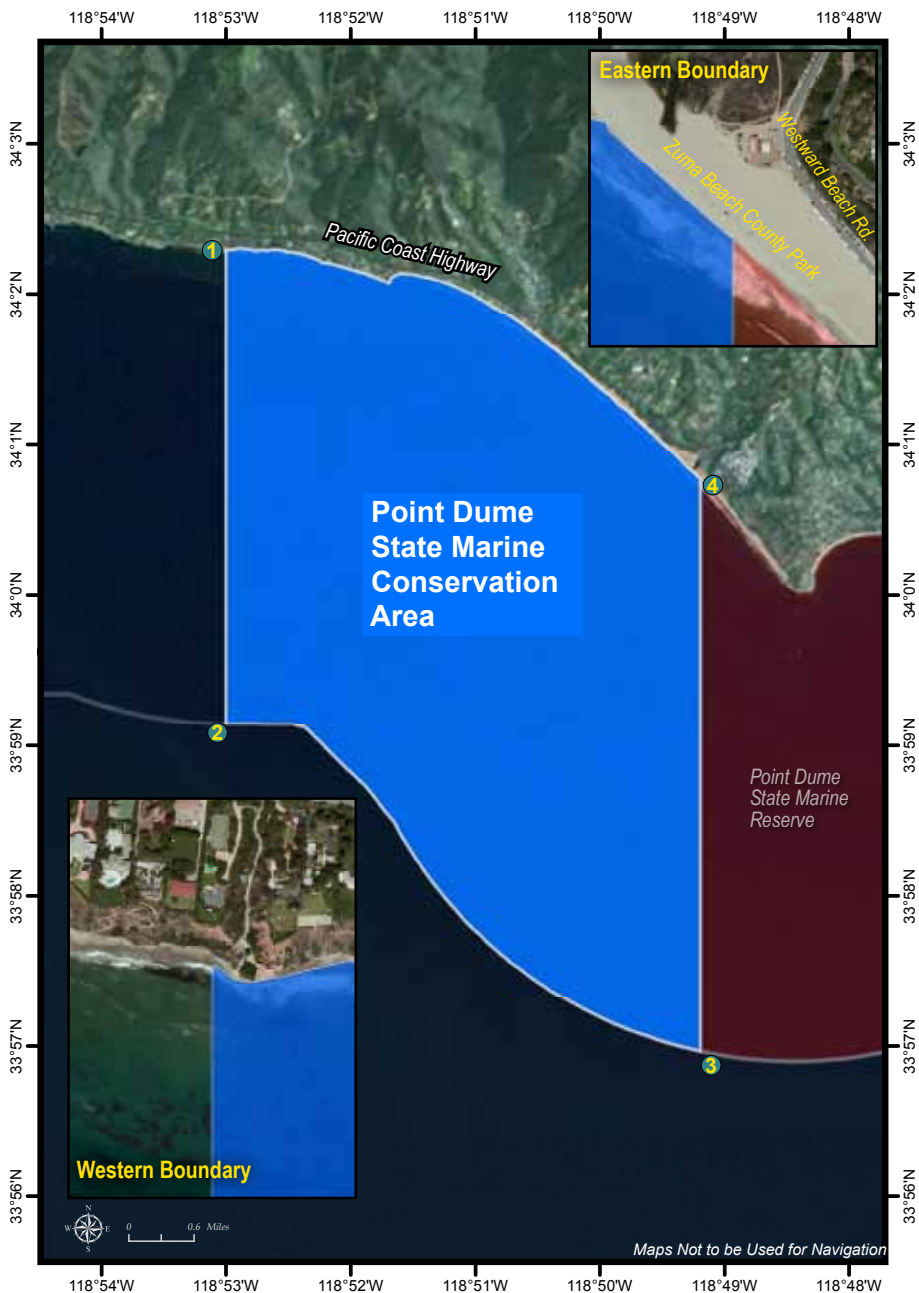 118°54'W
118°53'W
118°52'W
118°51'W
118°50'W
118°49'W
118°48'W
34°3'N
34°2'N
34°1'N
34°0'N
33°59'N
33°58'N
33°57'N
33°56'N
Eastern Boundary
Westward Beach Rd.
Zuma Beach County Park
Pacific Coast Highway
1
4
Point Dume
State Marine
Conservation
Area
2
Point Dume
State Marine
Reserve
3
Western Boundary
N
W E
S
0 0.6 Miles
Maps Not to be Used for Navigation
34°3'N
34°2'N
34°1'N
34°0'N
33°59'N
33°58'N
33°57'N
33°56'N
118°54'W
118°53'W
118°52'W
118°51'W
118°50'W
118°49'W
118°48'W